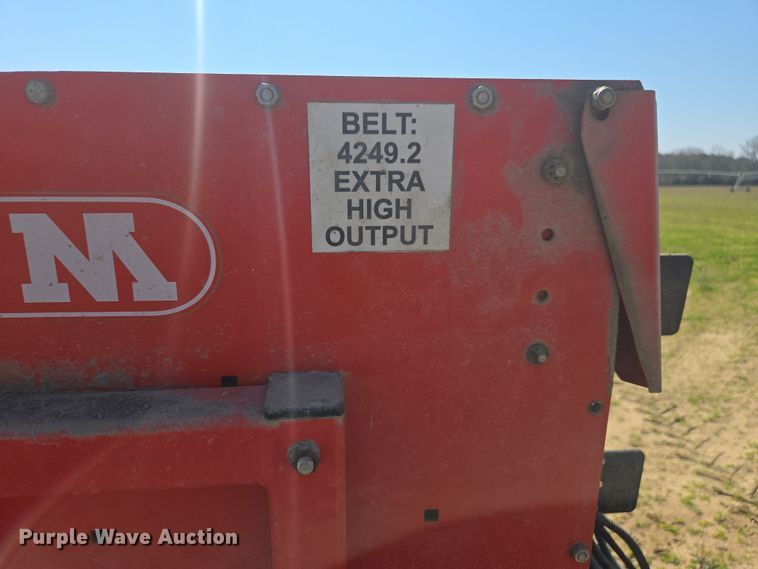 BELT:
4249.2
EXTRA
HIGH
OUTPUT
M
Purple Wave Auction